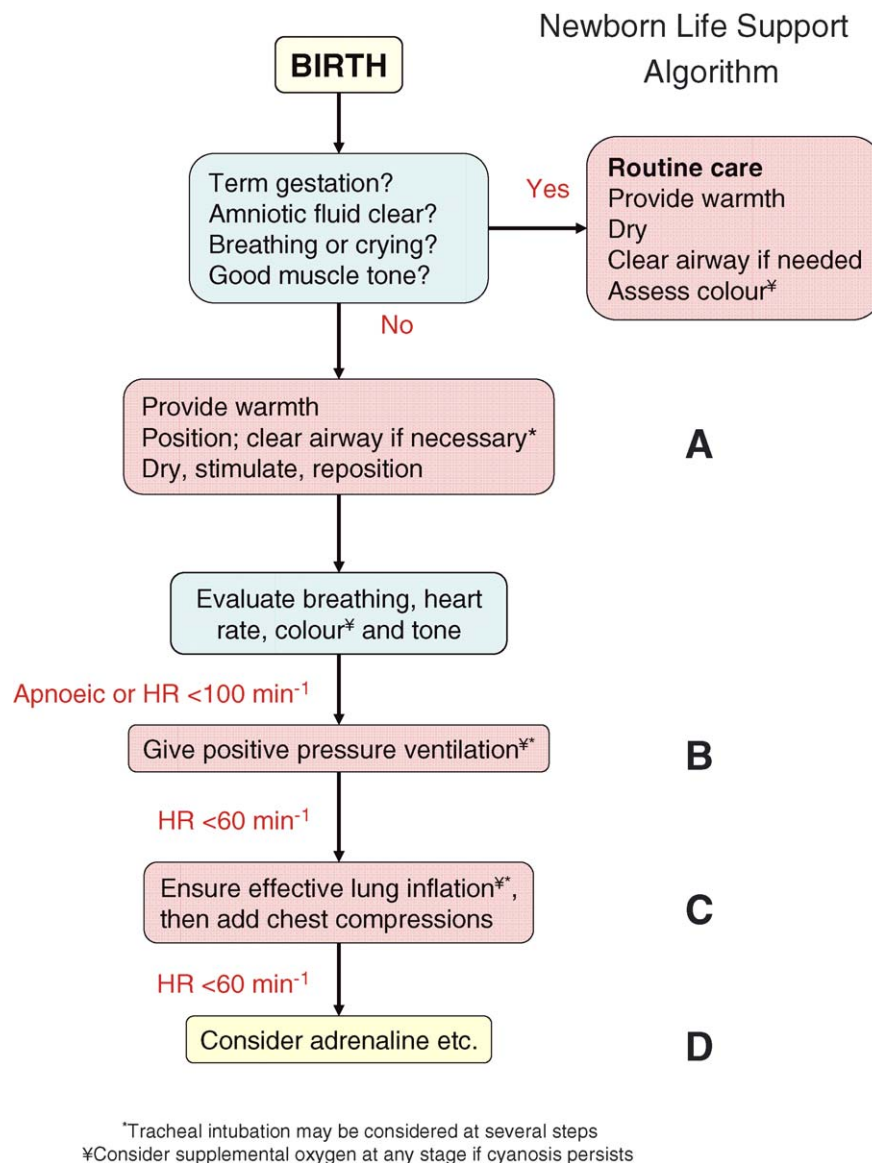 Newborn Life Support
Algorithm
BIRTH
Term gestation?
Amniotic fluid clear?
Breathing or crying?
Good muscle tone?
Yes
Routine care
Provide warmth
Dry
Clear airway if needed
Assess colour¥
No
Provide warmth
Position; clear airway if necessary*
Dry, stimulate, reposition
A
Evaluate breathing, heart
rate, colour¥ and tone
Apnoeic or HR <100 min-1
Give positive pressure ventilation¥*
B
HR <60 min-1
Ensure effective lung inflation¥*,
then add chest compressions
C
HR <60 min-1
Consider adrenaline etc.
D
*Tracheal intubation may be considered at several steps
¥Consider supplemental oxygen at any stage if cyanosis persists